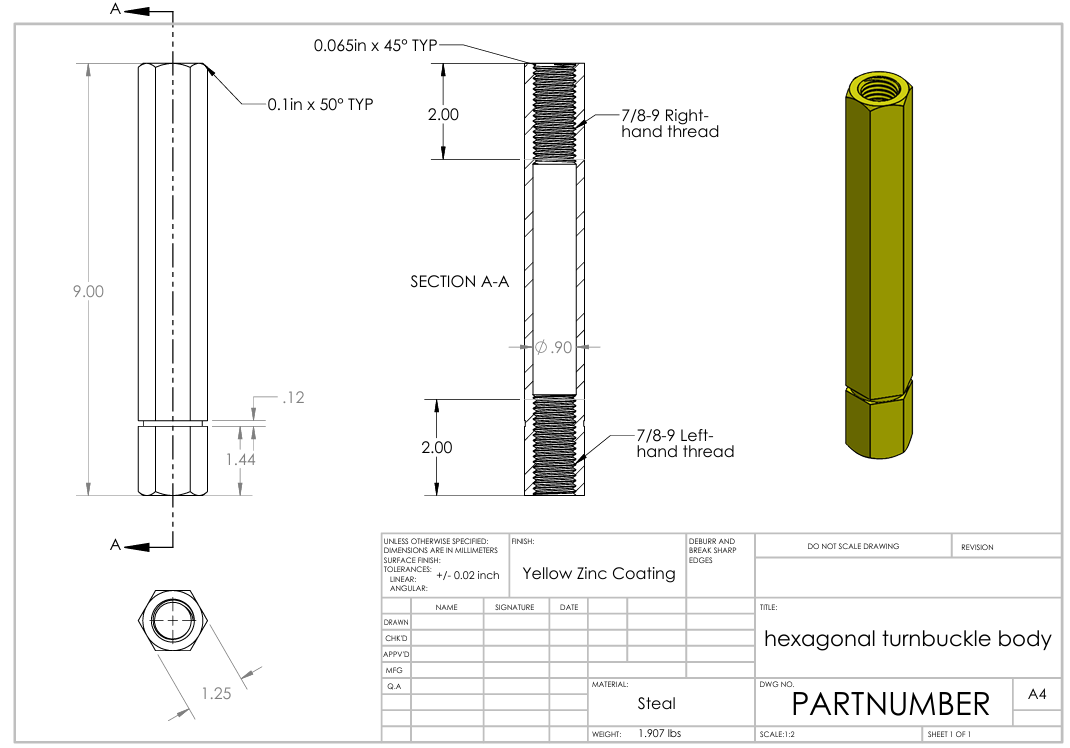 A
0.065in x 45° TYP
0.1in x 50° TYP
2.00
7/8-9 Right-
hand thread
9.00
SECTION A-A
Ø.90
.12
1.44
2.00
7/8-9 Left-
hand thread
A
1.25
UNLESS OTHERWISE SPECIFIED:
DIMENSIONS ARE IN MILLIMETERS
SURFACE FINISH:
TOLERANCES:
LINEAR:
ANGULAR:
+/- 0.02 inch
FINISH:
Yellow Zinc Coating
DEBURR AND
BREAK SHARP
EDGES
DO NOT SCALE DRAWING
REVISION
NAME
SIGNATURE
DATE
DRAWN
CHK'D
APPV'D
MFG
Q.A
TITLE:
hexagonal turnbuckle body
MATERIAL:
Steal
DWG NO.
PARTNUMBER
A4
WEIGHT: 1.907 lbs
SCALE:1:2
SHEET 1 OF 1